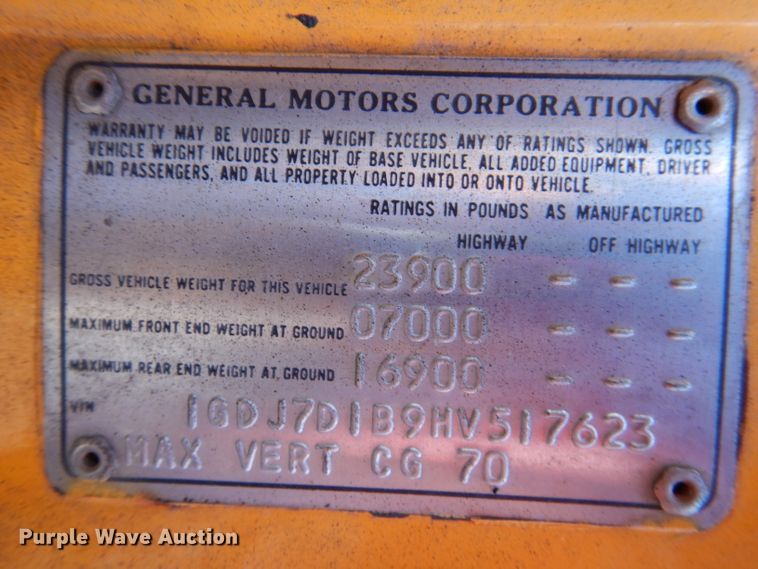 GENERAL MOTORS CORPORATION
WARRANTY MAY BE VOIDED IF WEIGHT EXCEEDS ANY OF RATINGS SHOWN. GROSS
VEHICLE WEIGHT INCLUDES WEIGHT OF BASE VEHICLE, ALL ADDED EQUIPMENT, DRIVER
AND PASSENGERS, AND ALL PROPERTY LOADED INTO OR ONTO VEHICLE.
RATINGS IN POUNDS AS MANUFACTURED
HIGHWAY OFF HIGHWAY
GROSS VEHICLE WEIGHT FOR THIS VEHICLE 23900 - - -
MAXIMUM FRONT END WEIGHT AT GROUND 07000 - - -
MAXIMUM REAR END WEIGHT AT GROUND 16900 - - -
VIN 1GDJ7D1B9HV517623
MAX VERT CG 70
Purple Wave Auction